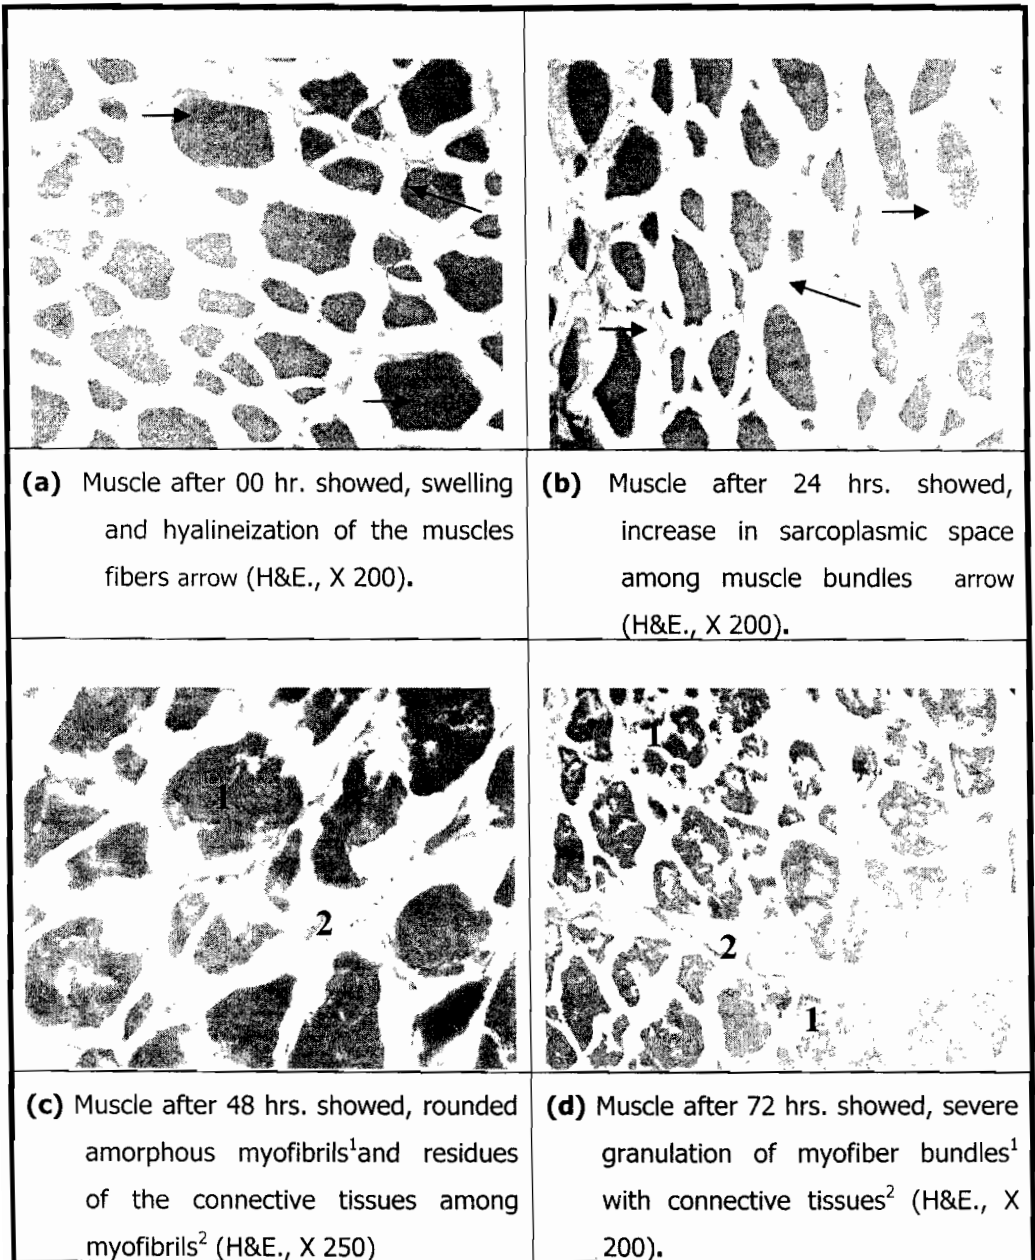 (a) Muscle after 00 hr. showed, swelling
and hyalineization of the muscles
fibers arrow (H&E., X 200).
(b) Muscle after 24 hrs. showed,
increase in sarcoplasmic space
among muscle bundles arrow
(H&E., X 200).
1
2
1
2
1
(c) Muscle after 48 hrs. showed, rounded
amorphous myofibrils¹and residues
of the connective tissues among
myofibrils² (H&E., X 250)
(d) Muscle after 72 hrs. showed, severe
granulation of myofiber bundles¹
with connective tissues² (H&E., X
200).